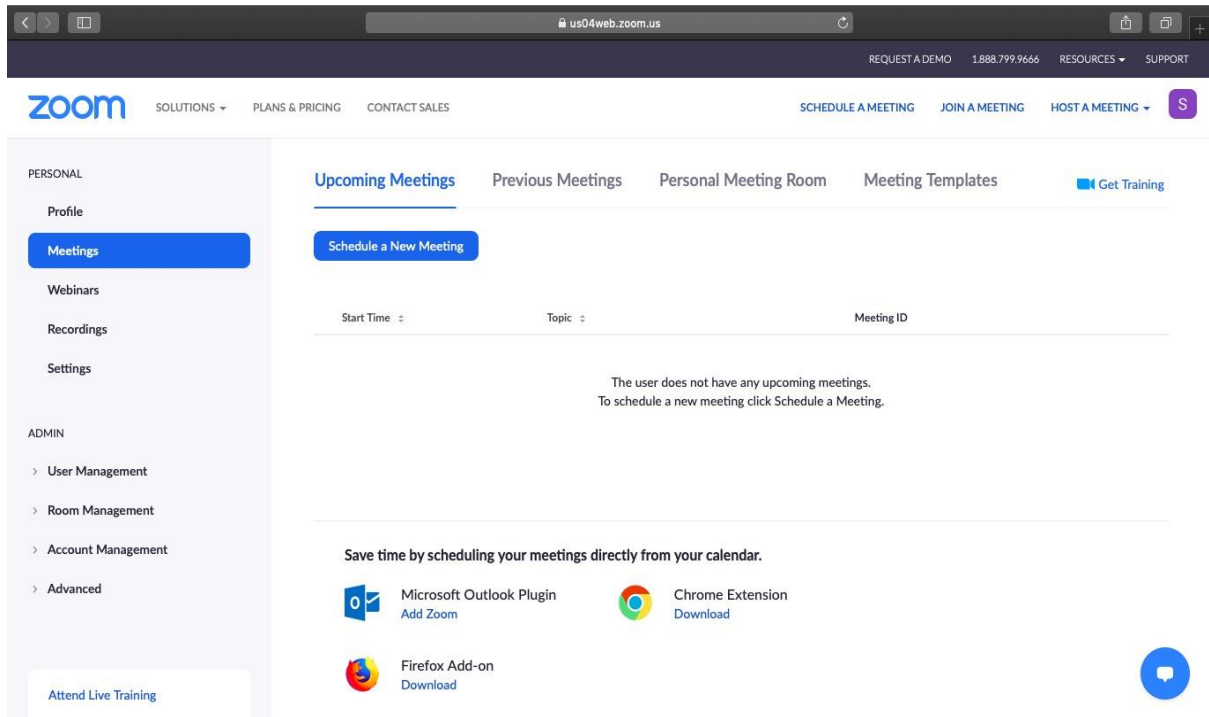 us04web.zoom.us
REQUEST A DEMO 1.888.799.9666 RESOURCES SUPPORT
zoom SOLUTIONS PLANS & PRICING CONTACT SALES SCHEDULE A MEETING JOIN A MEETING HOST A MEETING S
PERSONAL
Profile
Meetings
Webinars
Recordings
Settings
ADMIN
User Management
Room Management
Account Management
Advanced
Attend Live Training
Upcoming Meetings Previous Meetings Personal Meeting Room Meeting Templates Get Training
Schedule a New Meeting
Start Time Topic Meeting ID
The user does not have any upcoming meetings.
To schedule a new meeting click Schedule a Meeting.
Save time by scheduling your meetings directly from your calendar.
Microsoft Outlook Plugin
Add Zoom
Chrome Extension
Download
Firefox Add-on
Download